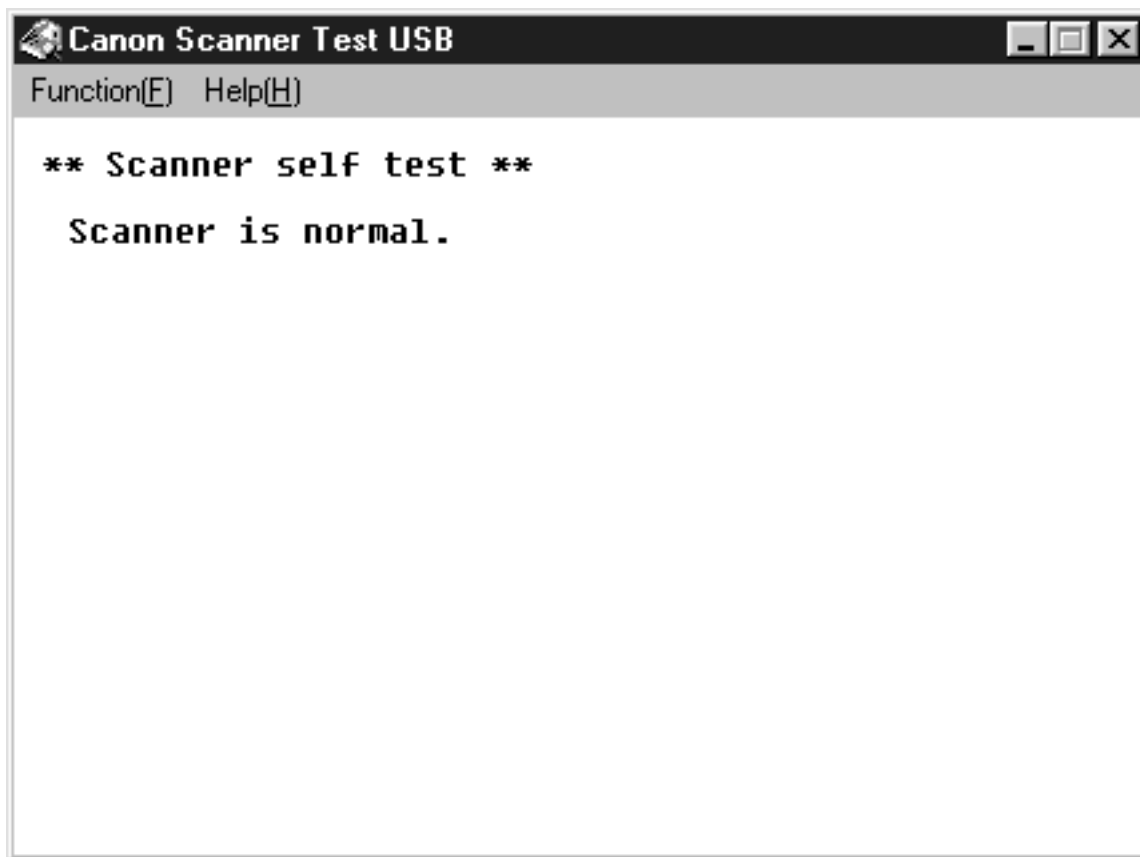 Canon Scanner Test USB
Function(F) Help(H)
** Scanner self test **
Scanner is normal.